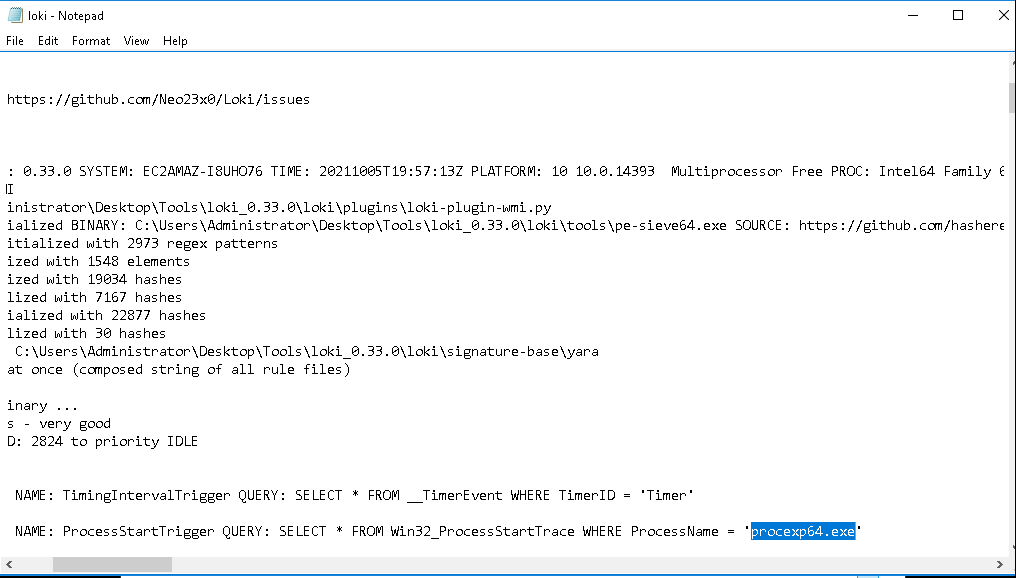 loki - Notepad
File Edit Format View Help
https://github.com/Neo23x0/Loki/issues
: 0.33.0 SYSTEM: EC2AMAZ-I8UHO76 TIME: 20211005T19:57:13Z PLATFORM: 10 10.0.14393  Multiprocessor Free PROC: Intel64 Family 6
inistrator\Desktop\Tools\loki_0.33.0\loki\plugins\loki-plugin-wmi.py
ialized BINARY: C:\Users\Administrator\Desktop\Tools\loki_0.33.0\loki\tools\pe-sieve64.exe SOURCE: https://github.com/hashere
itialized with 2973 regex patterns
ized with 1548 elements
ized with 19034 hashes
lized with 7167 hashes
ialized with 22877 hashes
lized with 30 hashes
C:\Users\Administrator\Desktop\Tools\loki_0.33.0\loki\signature-base\yara
at once (composed string of all rule files)
inary ...
s - very good
D: 2824 to priority IDLE
NAME: TimingIntervalTrigger QUERY: SELECT * FROM __TimerEvent WHERE TimerID = 'Timer'
NAME: ProcessStartTrigger QUERY: SELECT * FROM Win32_ProcessStartTrace WHERE ProcessName = 'procexp64.exe'